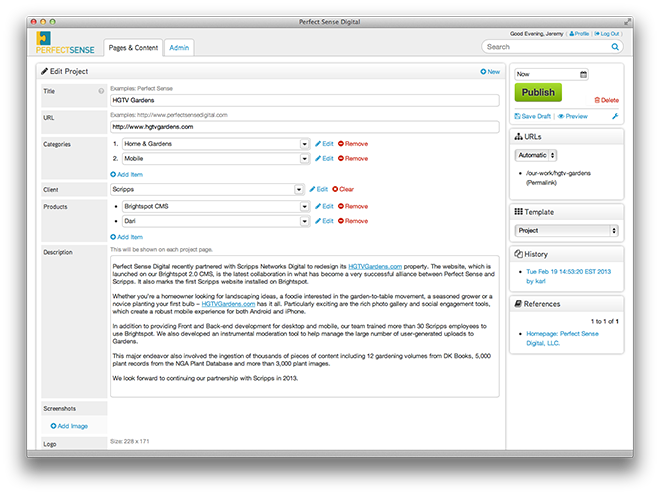 Perfect Sense Digital
PERFECTSENSE
Pages & Content
Admin
Good Evening, Jeremy | Profile | Log Out
Search
Edit Project
New
Title
Examples: Perfect Sense
HGTV Gardens
URL
Examples: http://www.perfectsensedigital.com
http://www.hgtvgardens.com
Categories
1. Home & Gardens Edit Remove
2. Mobile Edit Remove
Add Item
Client
Scripps Edit Clear
Products
• Brightspot CMS Edit Remove
• Dari Edit Remove
Add Item
Description
This will be shown on each project page.
Perfect Sense Digital recently partnered with Scripps Networks Digital to redesign its HGTVGardens.com property. The website, which is
launched on our Brightspot 2.0 CMS, is the latest collaboration in what has become a very successful alliance between Perfect Sense and
Scripps. It also marks the first Scripps website installed on Brightspot.
Whether you're a homeowner looking for landscaping ideas, a foodie interested in the garden-to-table movement, a seasoned grower or a
novice planting your first bulb – HGTVGardens.com has it all. Particularly exciting are the rich photo gallery and social engagement tools,
which create a robust mobile experience for both Android and iPhone.
In addition to providing Front and Back-end development for desktop and mobile, our team trained more than 30 Scripps employees to
use Brightspot. We also developed an instrumental moderation tool to help manage the large number of user-generated uploads to
Gardens.
This major endeavor also involved the ingestion of thousands of pieces of content including 12 gardening volumes from DK Books, 5,000
plant records from the NGA Plant Database and more than 3,000 plant images.
We look forward to continuing our partnership with Scripps in 2013.
Screenshots
Add Image
Logo
Size: 228 x 171
Now
Publish
Delete
Save Draft | Preview
URLs
Automatic
• /our-work/hgtv-gardens
(Permalink)
Template
Project
History
• Tue Feb 19 14:53:20 EST 2013
by karl
References
1 to 1 of 1
• Homepage: Perfect Sense
Digital, LLC.